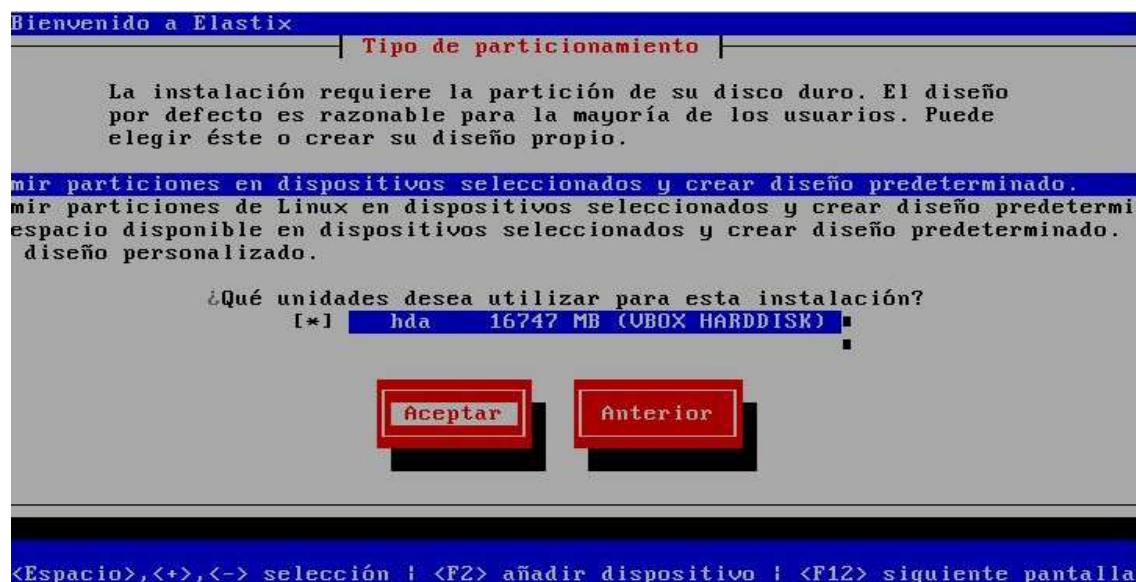 Bienvenido a Elastix
Tipo de particionamiento
La instalación requiere la partición de su disco duro. El diseño
por defecto es razonable para la mayoría de los usuarios. Puede
elegir éste o crear su diseño propio.
mir particiones en dispositivos seleccionados y crear diseño predeterminado.
mir particiones de Linux en dispositivos seleccionados y crear diseño predetermi
espacio disponible en dispositivos seleccionados y crear diseño predeterminado.
diseño personalizado.
¿Qué unidades desea utilizar para esta instalación?
[*] hda 16747 MB (VBOX HARDDISK)
Aceptar Anterior
<Espacio>,<+>,<-> selección | <F2> añadir dispositivo | <F12> siguiente pantalla